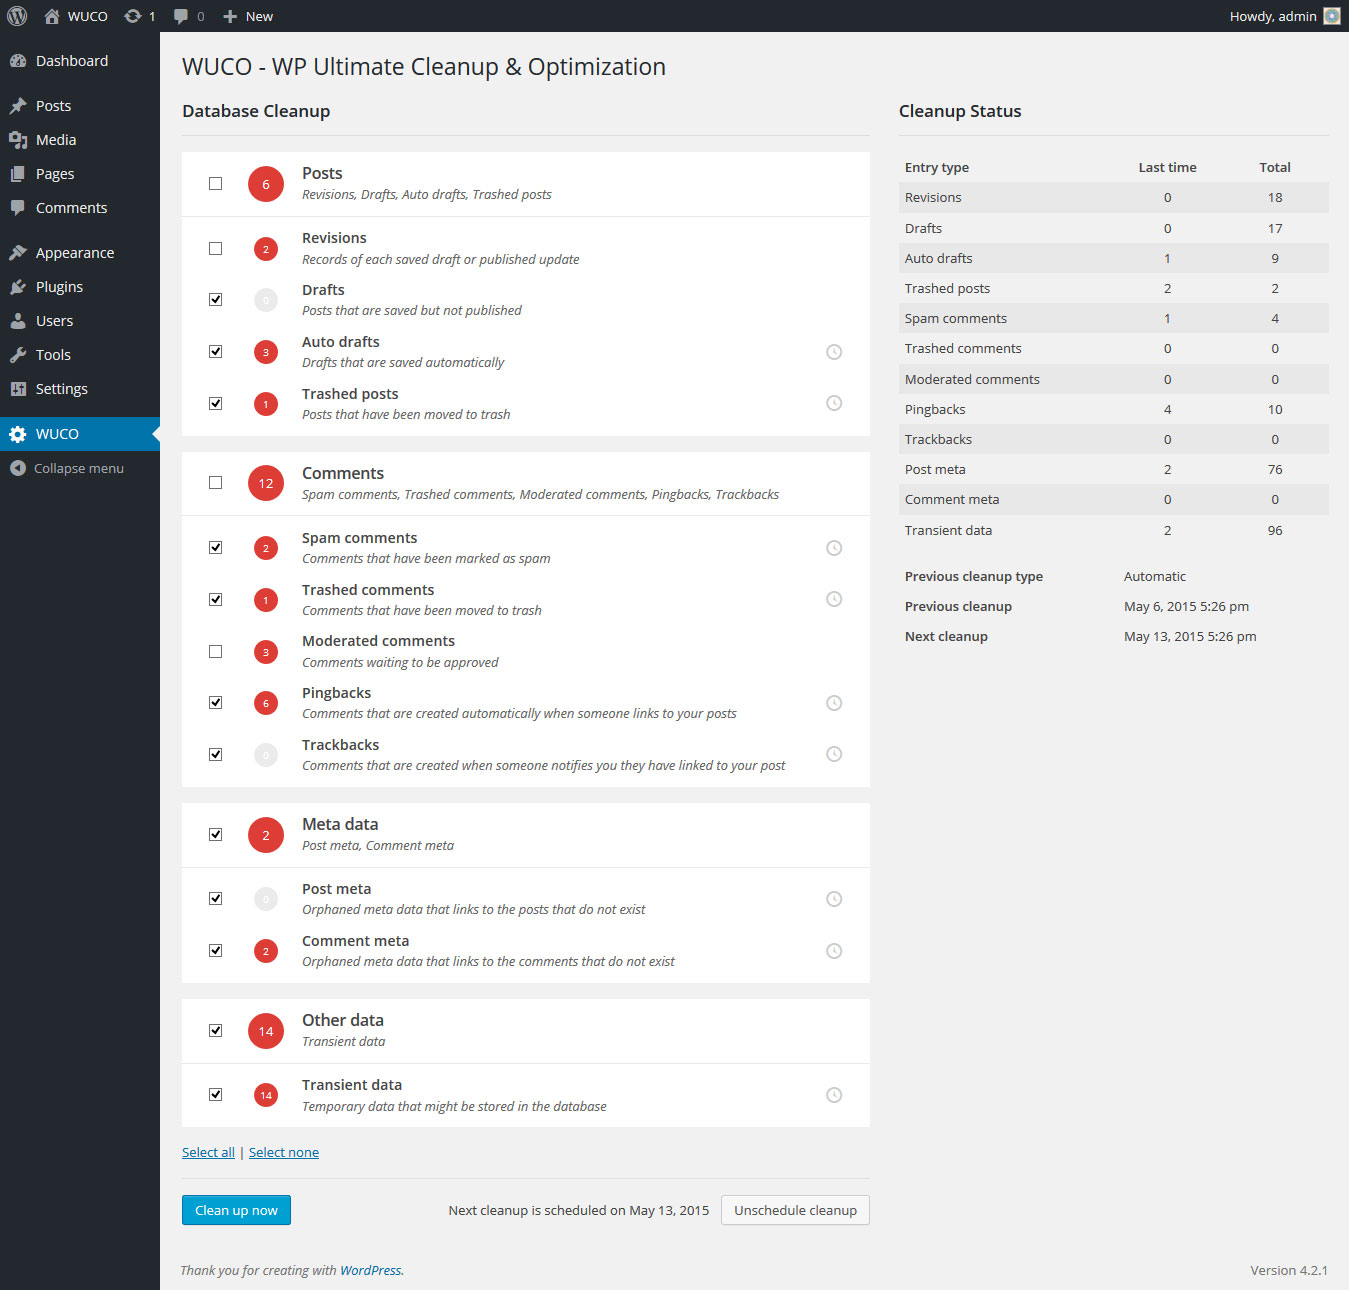 WUCO 1 0 New Howdy, admin
Dashboard
Posts
Media
Pages
Comments
Appearance
Plugins
Users
Tools
Settings
WUCO
Collapse menu
WUCO - WP Ultimate Cleanup & Optimization
Database Cleanup
6 Posts
Revisions, Drafts, Auto drafts, Trashed posts
2 Revisions
Records of each saved draft or published update
0 Drafts
Posts that are saved but not published
3 Auto drafts
Drafts that are saved automatically
1 Trashed posts
Posts that have been moved to trash
12 Comments
Spam comments, Trashed comments, Moderated comments, Pingbacks, Trackbacks
2 Spam comments
Comments that have been marked as spam
1 Trashed comments
Comments that have been moved to trash
3 Moderated comments
Comments waiting to be approved
6 Pingbacks
Comments that are created automatically when someone links to your posts
0 Trackbacks
Comments that are created when someone notifies you they have linked to your post
2 Meta data
Post meta, Comment meta
0 Post meta
Orphaned meta data that links to the posts that do not exist
2 Comment meta
Orphaned meta data that links to the comments that do not exist
14 Other data
Transient data
14 Transient data
Temporary data that might be stored in the database
Select all | Select none
Clean up now Next cleanup is scheduled on May 13, 2015 Unschedule cleanup
Cleanup Status
Entry type Last time Total
Revisions 0 18
Drafts 0 17
Auto drafts 1 9
Trashed posts 2 2
Spam comments 1 4
Trashed comments 0 0
Moderated comments 0 0
Pingbacks 4 10
Trackbacks 0 0
Post meta 2 76
Comment meta 0 0
Transient data 2 96
Previous cleanup type Automatic
Previous cleanup May 6, 2015 5:26 pm
Next cleanup May 13, 2015 5:26 pm
Thank you for creating with WordPress. Version 4.2.1